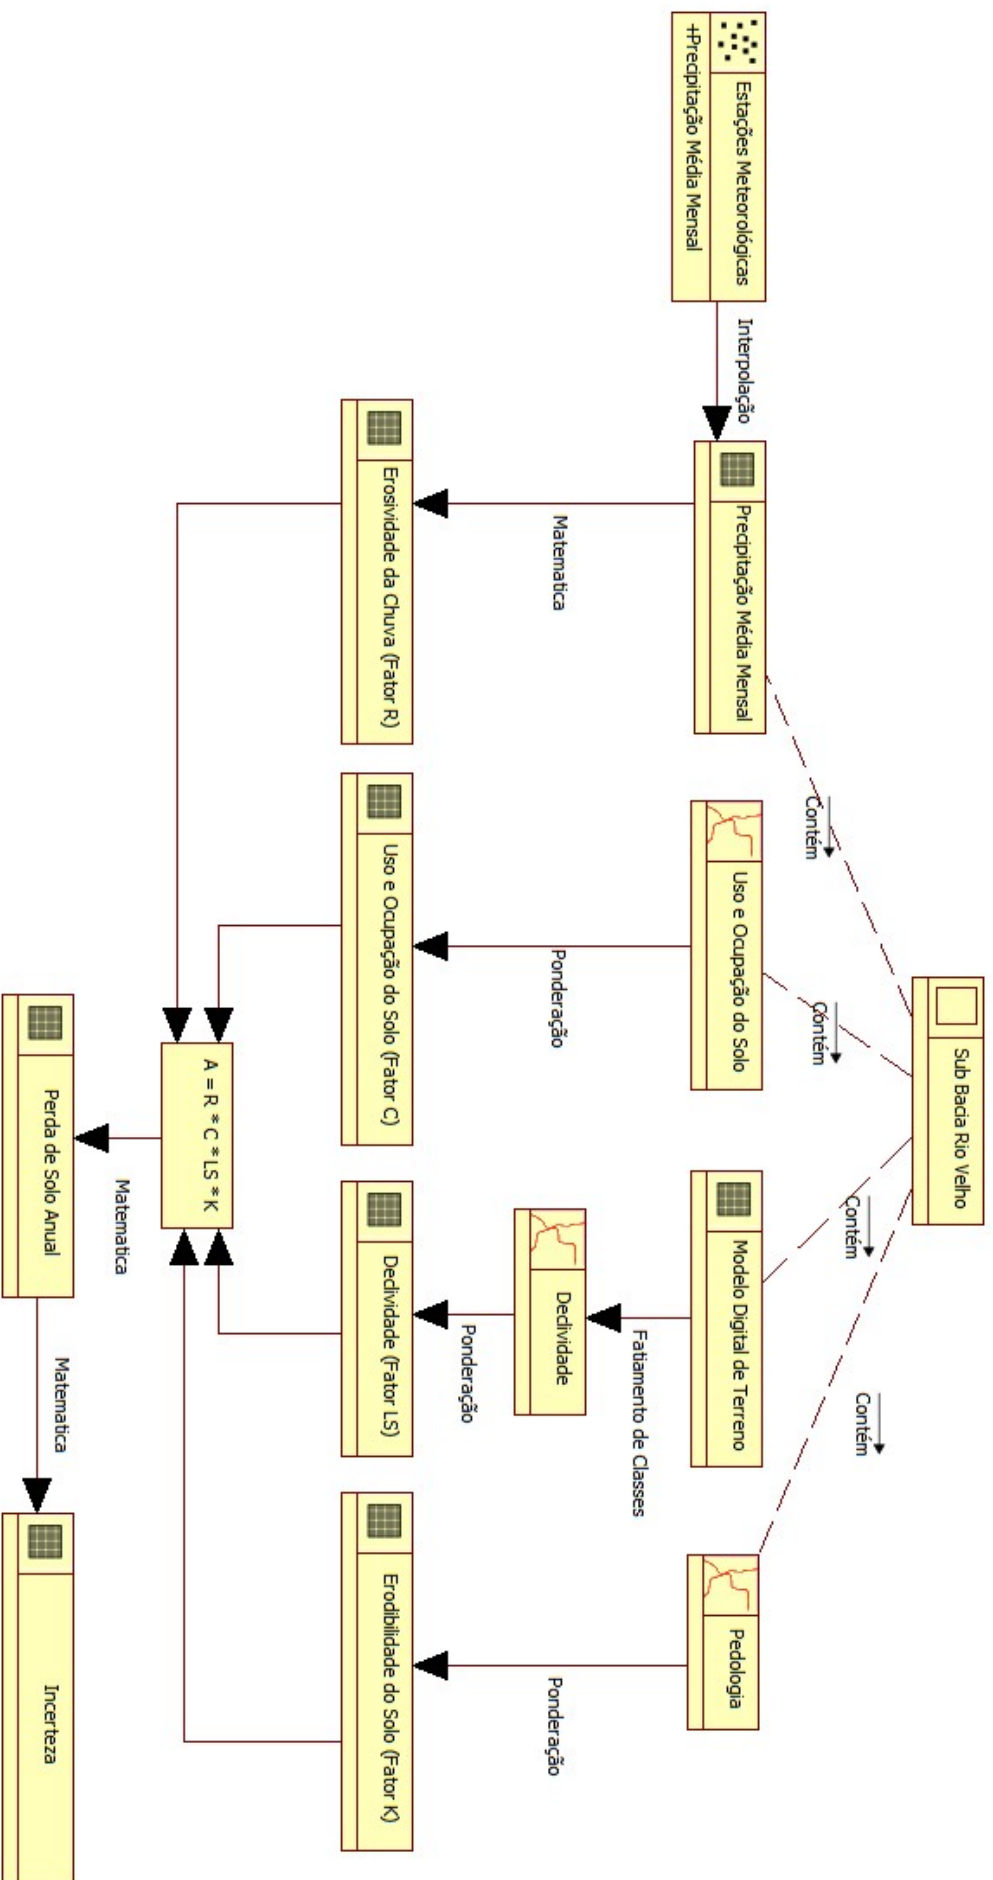 Sub Bacia Rio Velho
Contém
Contém
Contém
Contém
Estações Meteorológicas
+Precipitação Média Mensal
Interpolação
Precipitação Média Mensal
Uso e Ocupação do Solo
Modelo Digital de Terreno
Pedologia
Matematica
Ponderação
Fatiamento de Classes
Ponderação
Declividade
Ponderação
Erosividade da Chuva (Fator R)
Uso e Ocupação do Solo (Fator C)
Declividade (Fator LS)
Erodibilidade do Solo (Fator K)
A = R * C * LS * K
Matematica
Perda de Solo Anual
Matematica
Incerteza